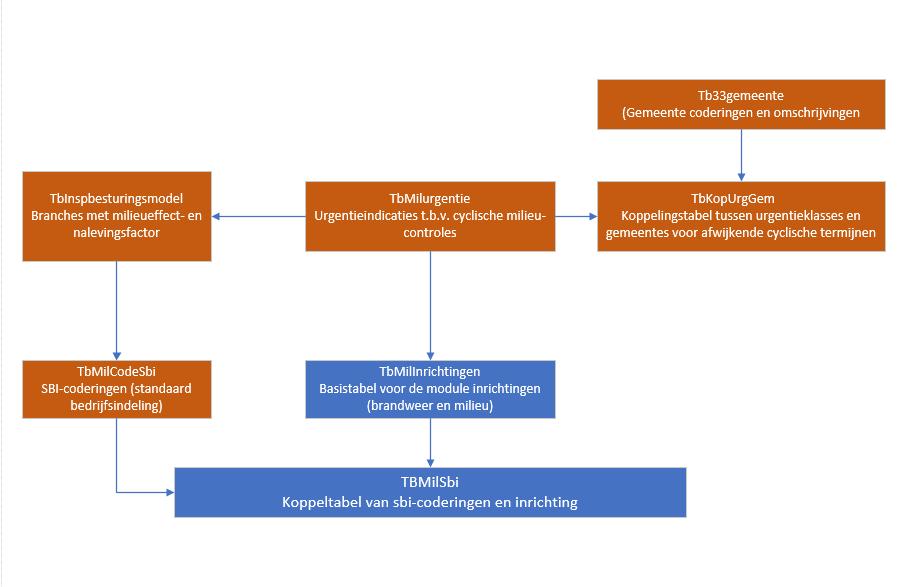 Tb33gemeente
(Gemeente coderingen en omschrijvingen
TbInspbesturingsmodel
Branches met milieueffect- en
nalevingsfactor
TbMilurgentie
Urgentieindicaties t.b.v. cyclische milieu-
controles
TbKopUrgGem
Koppelingstabel tussen urgentieklasses en
gemeentes voor afwijkende cyclische termijnen
TbMilCodeSbi
SBI-coderingen (standaard
bedrijfsindeling)
TbMilInrichtingen
Basistabel voor de module inrichtingen
(brandweer en milieu)
TBMilSbi
Koppeltabel van sbi-coderingen en inrichting